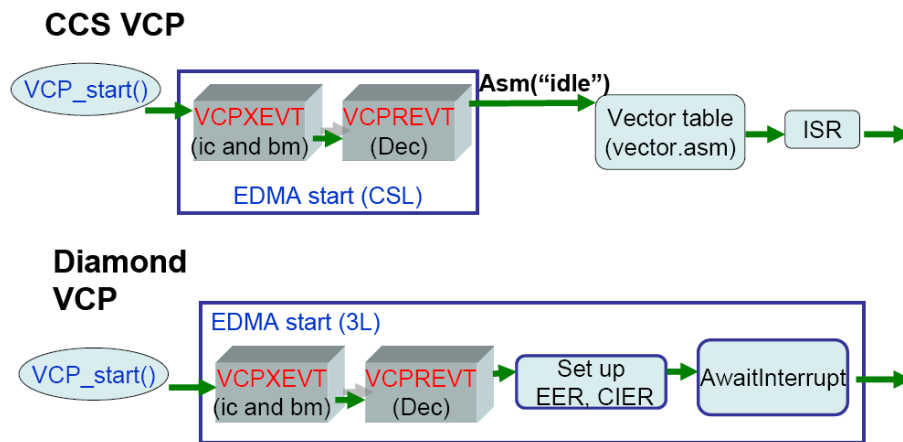 CCS VCP
VCP_start()
VCPXEVT
(ic and bm)
VCPREVT
(Dec)
EDMA start (CSL)
Asm(“idle”)
Vector table
(vector.asm)
ISR
Diamond
VCP
EDMA start (3L)
VCP_start()
VCPXEVT
(ic and bm)
VCPREVT
(Dec)
Set up
EER, CIER
AwaitInterrupt